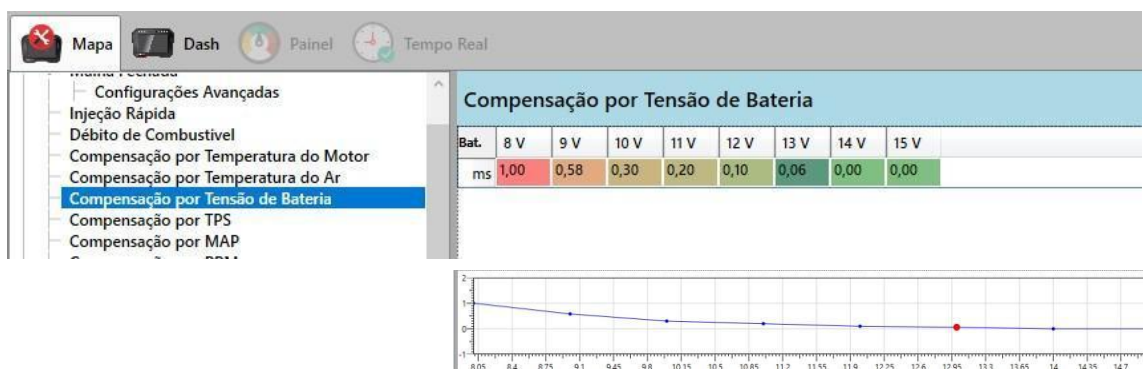 Mapa Dash Painel Tempo Real
Configurações Avançadas
Injeção Rápida
Débito de Combustivel
Compensação por Temperatura do Motor
Compensação por Temperatura do Ar
Compensação por Tensão de Bateria
Compensação por TPS
Compensação por MAP
Compensação por Tensão de Bateria
Bat. 8 V 9 V 10 V 11 V 12 V 13 V 14 V 15 V
ms 1,00 0,58 0,30 0,20 0,10 0,06 0,00 0,00
2
1
0
-1
8.05 8.4 8.75 9.1 9.45 9.8 10.15 10.5 10.85 11.2 11.55 11.9 12.25 12.6 12.95 13.3 13.65 14 14.35 14.7